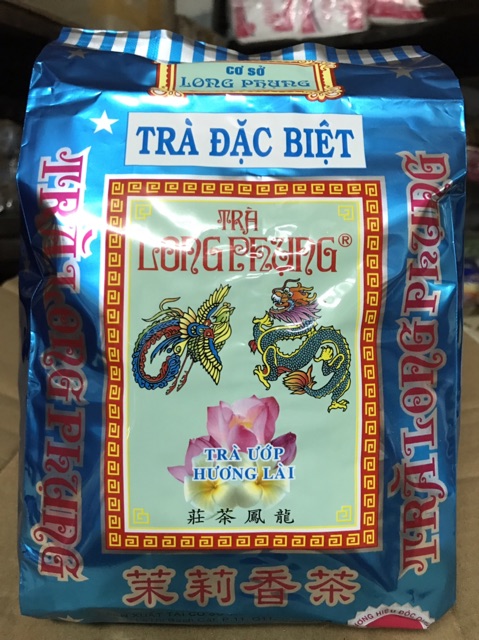 CƠ SỞ
LONG PHỤNG
TRÀ ĐẶC BIỆT
TRÀ LONG PHỤNG
TRÀ LONG PHỤNG
TRÀ
LONG PHỤNG®
TRÀ ƯỚP
HƯƠNG LÀI
莊茶鳳龍
茉莉香茶